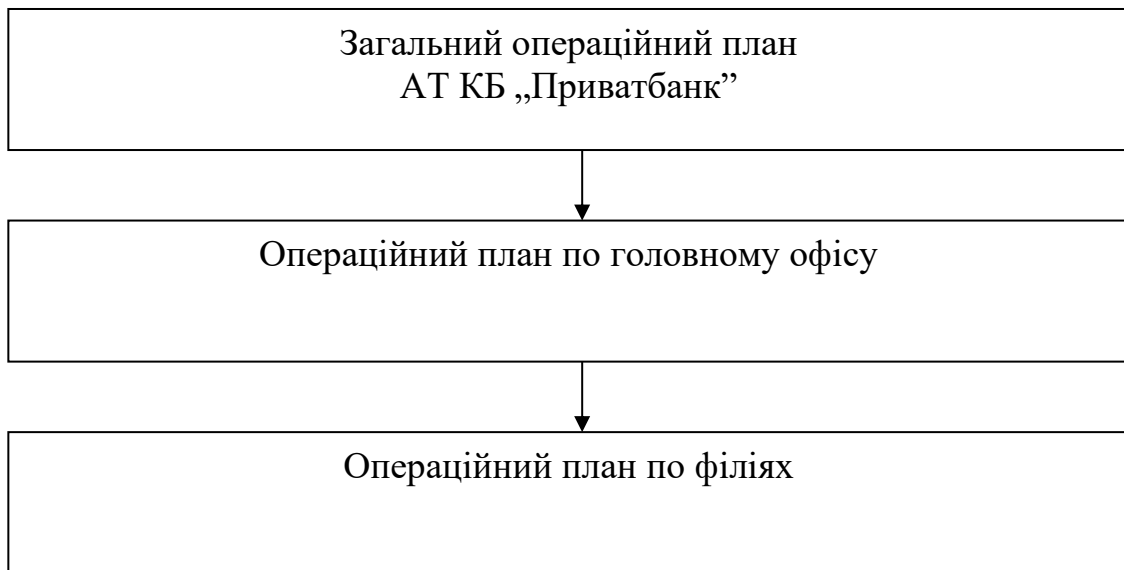 Загальний операційний план
АТ КБ „Приватбанк”
Операційний план по головному офісу
Операційний план по філіях